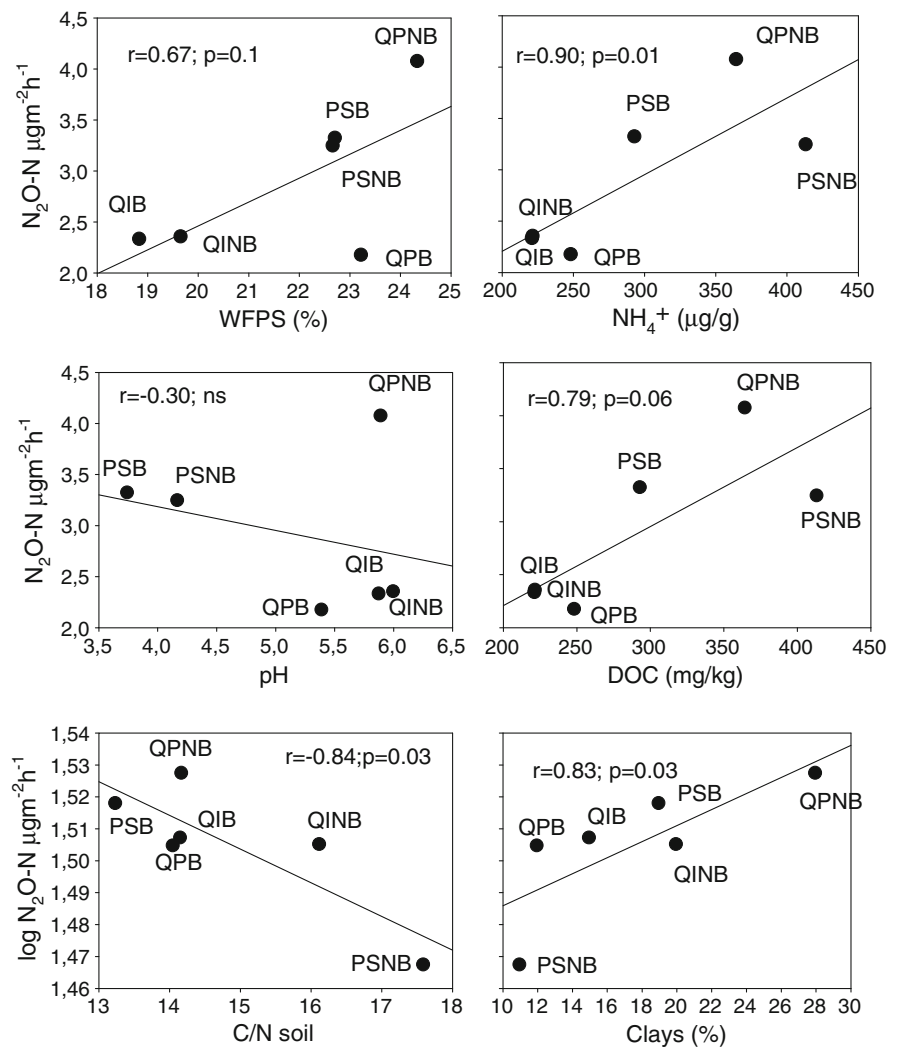 4,5
4,0
3,5
3,0
2,5
2,0
N₂O-N µgm⁻²h⁻¹
r=0.67; p=0.1
QPNB
PSB
PSNB
QIB
QINB
QPB
18 19 20 21 22 23 24 25
WFPS (%)
r=0.90; p=0.01
QPNB
PSB
PSNB
QINB
QIB
QPB
200 250 300 350 400 450
NH₄⁺ (µg/g)
4,5
4,0
3,5
3,0
2,5
2,0
N₂O-N µgm⁻²h⁻¹
r=-0.30; ns
QPNB
PSB
PSNB
QIB
QPB
QINB
3,5 4,0 4,5 5,0 5,5 6,0 6,5
pH
r=0.79; p=0.06
QPNB
PSB
PSNB
QIB
QINB
QPB
200 250 300 350 400 450
DOC (mg/kg)
1,54
1,53
1,52
1,51
1,50
1,49
1,48
1,47
1,46
log N₂O-N µgm⁻²h⁻¹
QPNB
r=-0.84;p=0.03
PSB
QIB
QINB
QPB
PSNB
13 14 15 16 17 18
C/N soil
r=0.83; p=0.03
PSB
QPNB
QIB
QPB
QINB
PSNB
10 12 14 16 18 20 22 24 26 28 30
Clays (%)